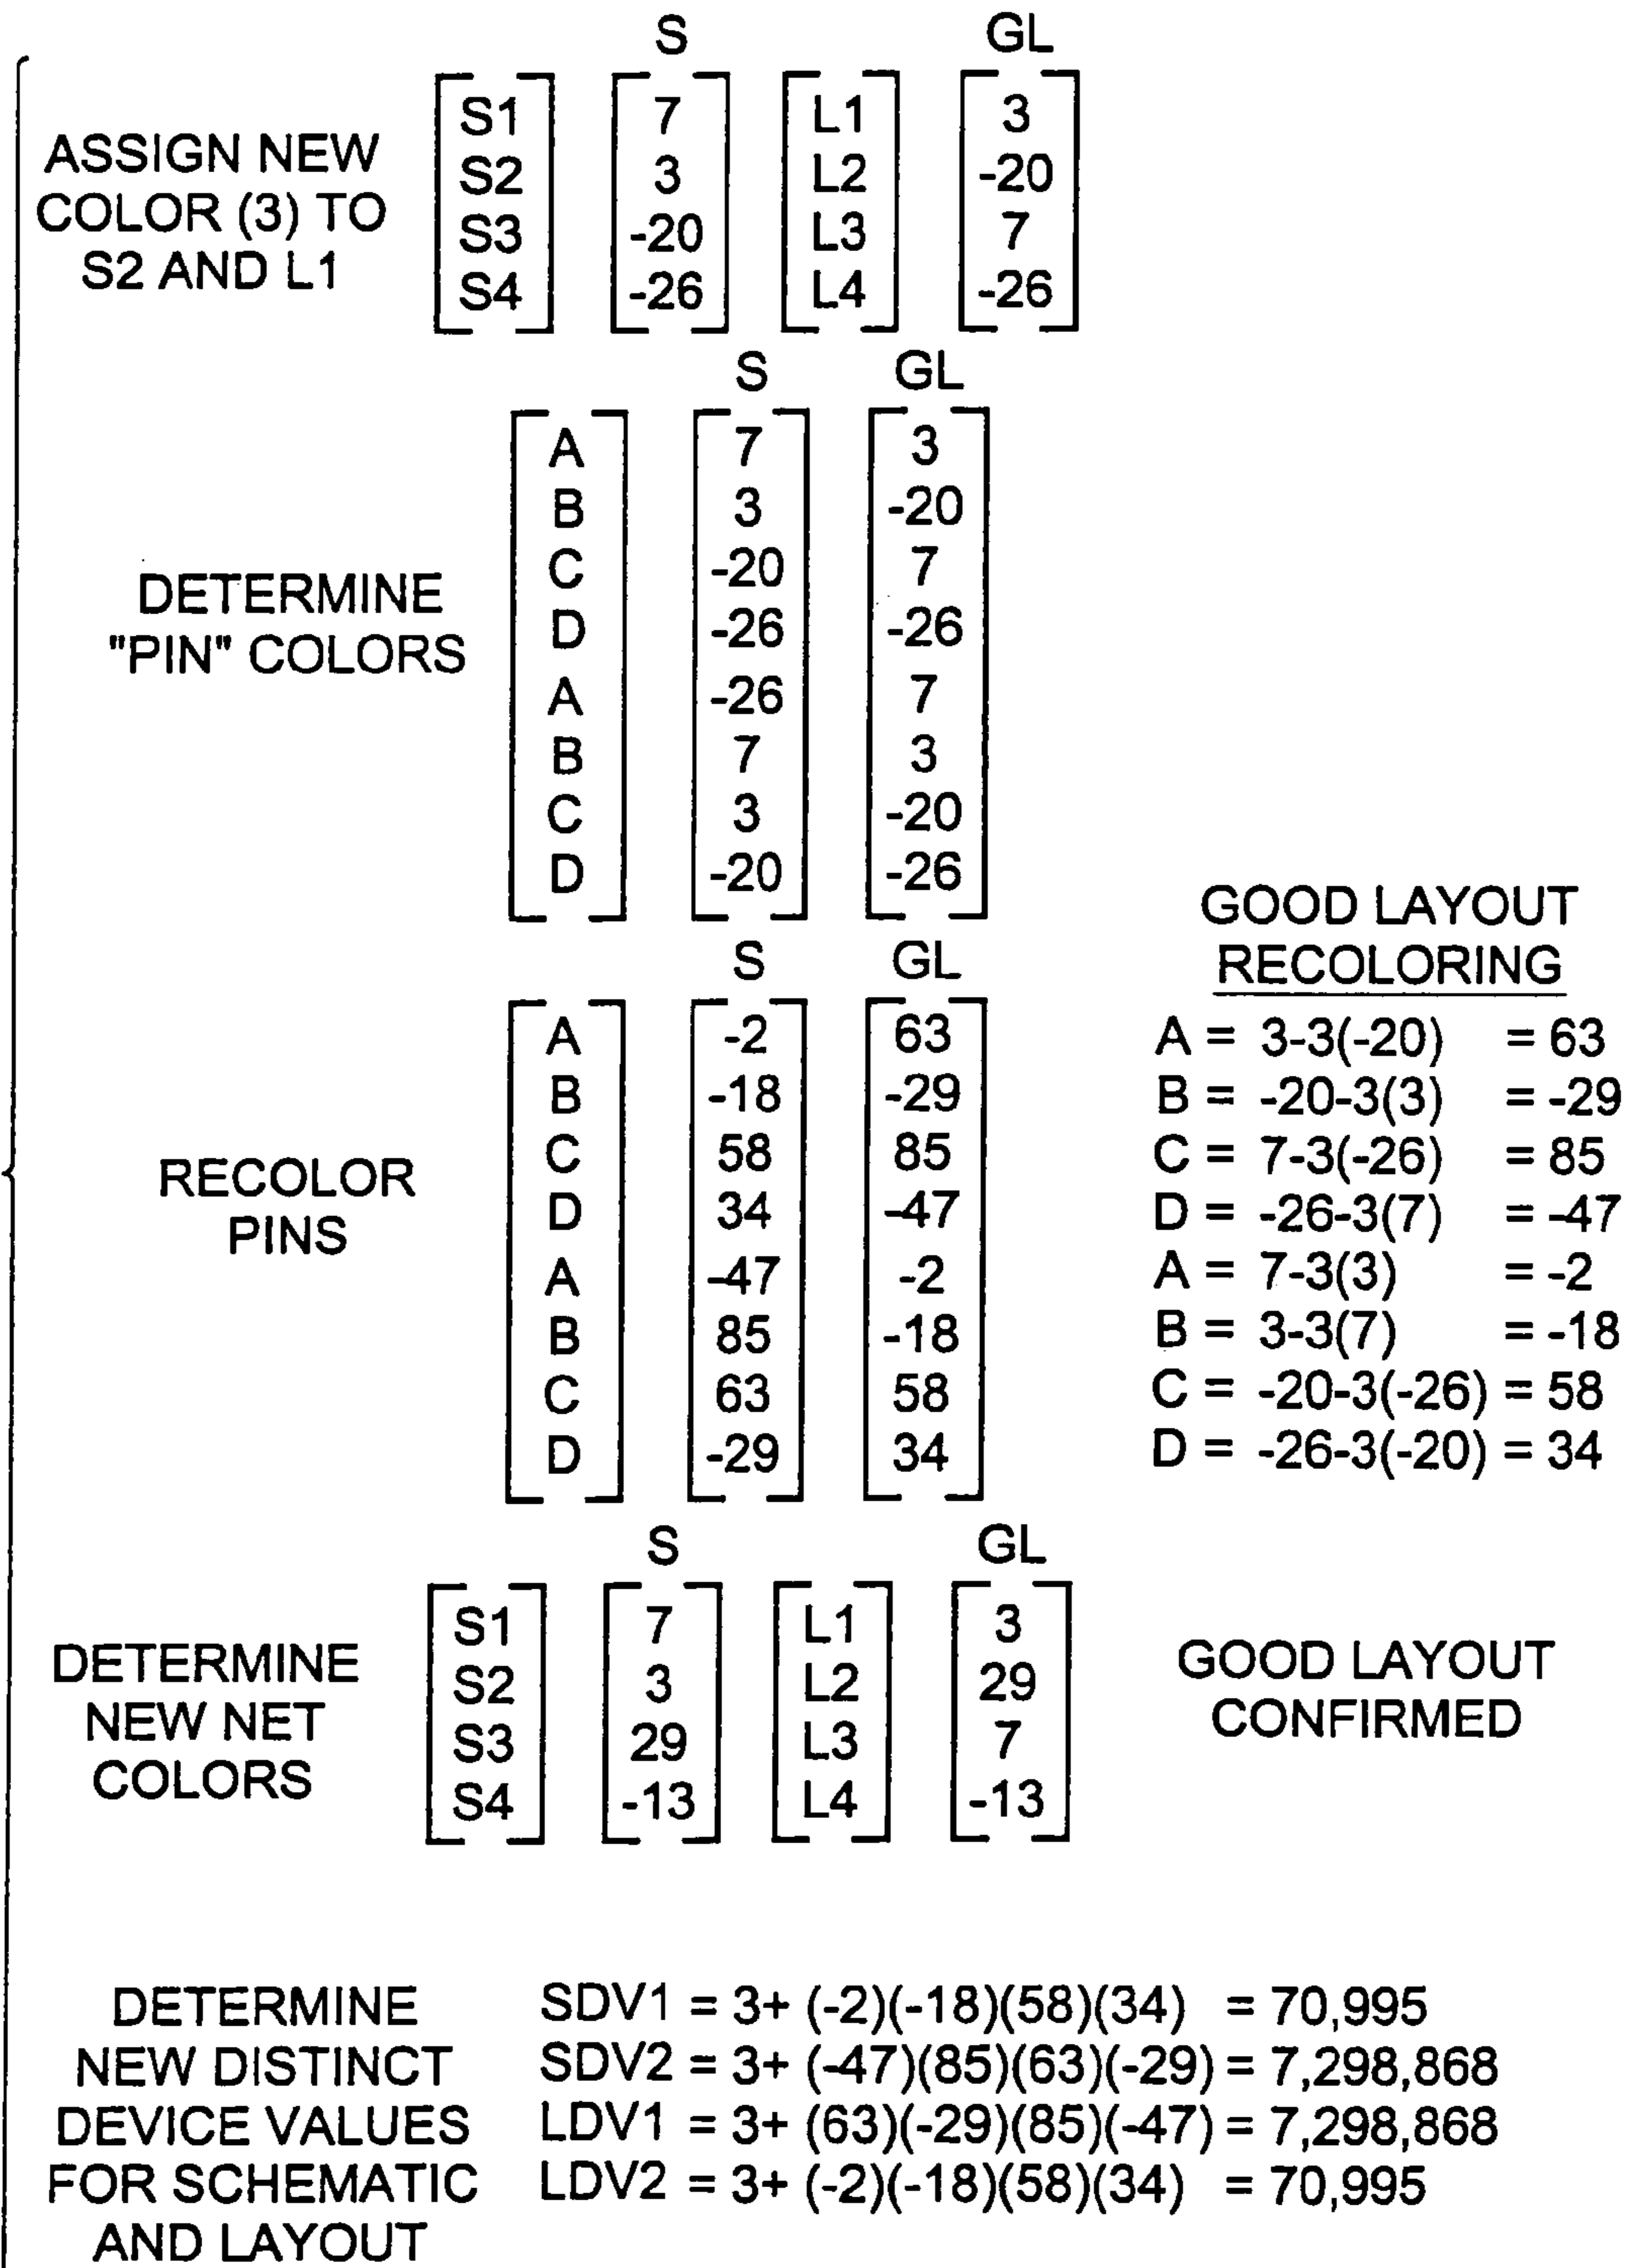 S GL
ASSIGN NEW
COLOR (3) TO
S2 AND L1
S1 7 L1 3
S2 3 L2 -20
S3 -20 L3 7
S4 -26 L4 -26
S GL
DETERMINE
"PIN" COLORS
A 7 3
B 3 -20
C -20 7
D -26 -26
A -26 7
B 7 3
C 3 -20
D -20 -26
S GL
RECOLOR
PINS
A -2 63
B -18 -29
C 58 85
D 34 -47
A -47 -2
B 85 -18
C 63 58
D -29 34
GOOD LAYOUT
RECOLORING
A = 3-3(-20) = 63
B = -20-3(3) = -29
C = 7-3(-26) = 85
D = -26-3(7) = -47
A = 7-3(3) = -2
B = 3-3(7) = -18
C = -20-3(-26) = 58
D = -26-3(-20) = 34
S GL
DETERMINE
NEW NET
COLORS
S1 7 L1 3
S2 3 L2 29
S3 29 L3 7
S4 -13 L4 -13
GOOD LAYOUT
CONFIRMED
DETERMINE
NEW DISTINCT
DEVICE VALUES
FOR SCHEMATIC
AND LAYOUT
SDV1 = 3+ (-2)(-18)(58)(34) = 70,995
SDV2 = 3+ (-47)(85)(63)(-29) = 7,298,868
LDV1 = 3+ (63)(-29)(85)(-47) = 7,298,868
LDV2 = 3+ (-2)(-18)(58)(34) = 70,995